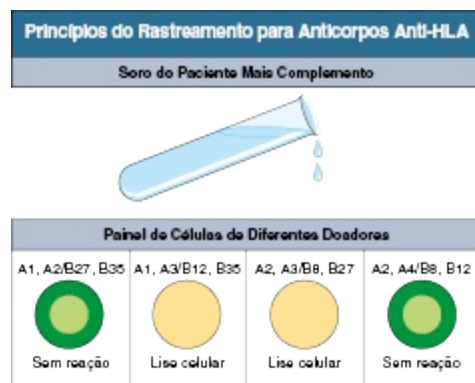 Princípios do Rastreamento para Anticorpos Anti-HLA
Soro do Paciente Mais Complemento
Painel de Células de Diferentes Doadores
A1, A2/B27, B35
A1, A3/B12, B35
A2, A3/B8, B27
A2, A4/B8, B12
Sem reação
Lise celular
Lise celular
Sem reação